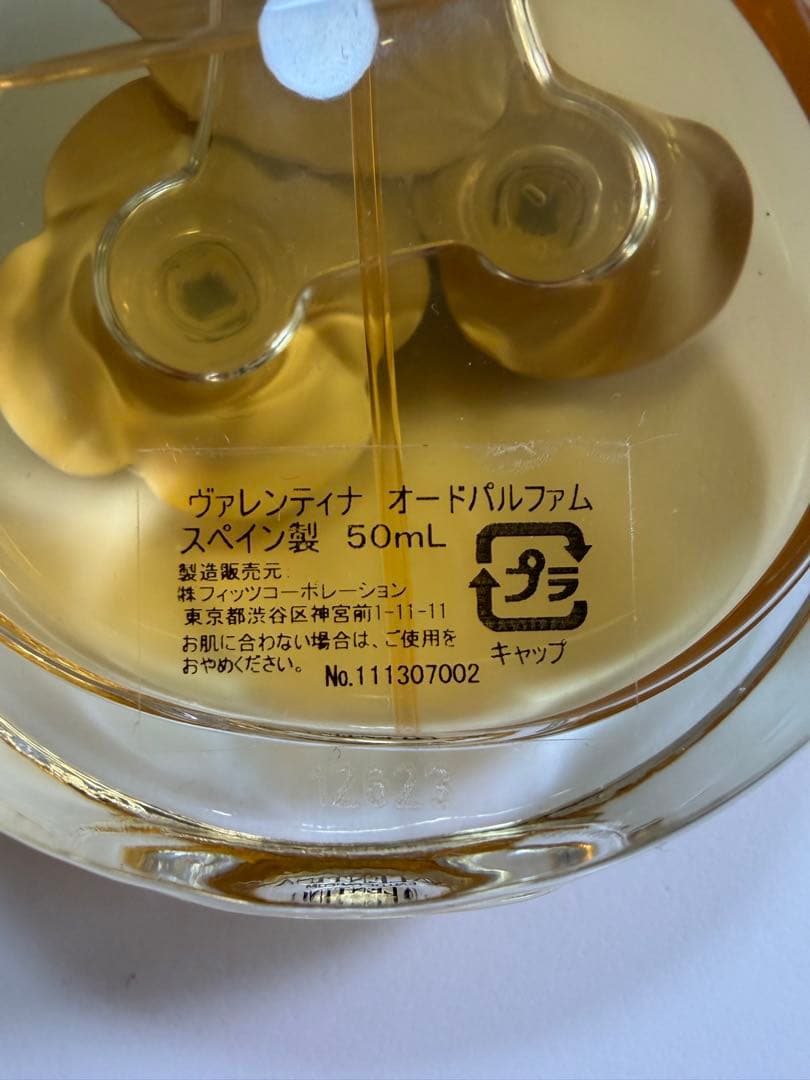 ヴァレンティナ オードパルファム
スペイン製 50mL
製造販売元:
㈱フィッツコーポレーション
東京都渋谷区神宮前1-11-11
お肌に合わない場合は、ご使用を
おやめください。
No.111307002
プラ
キャップ
12623